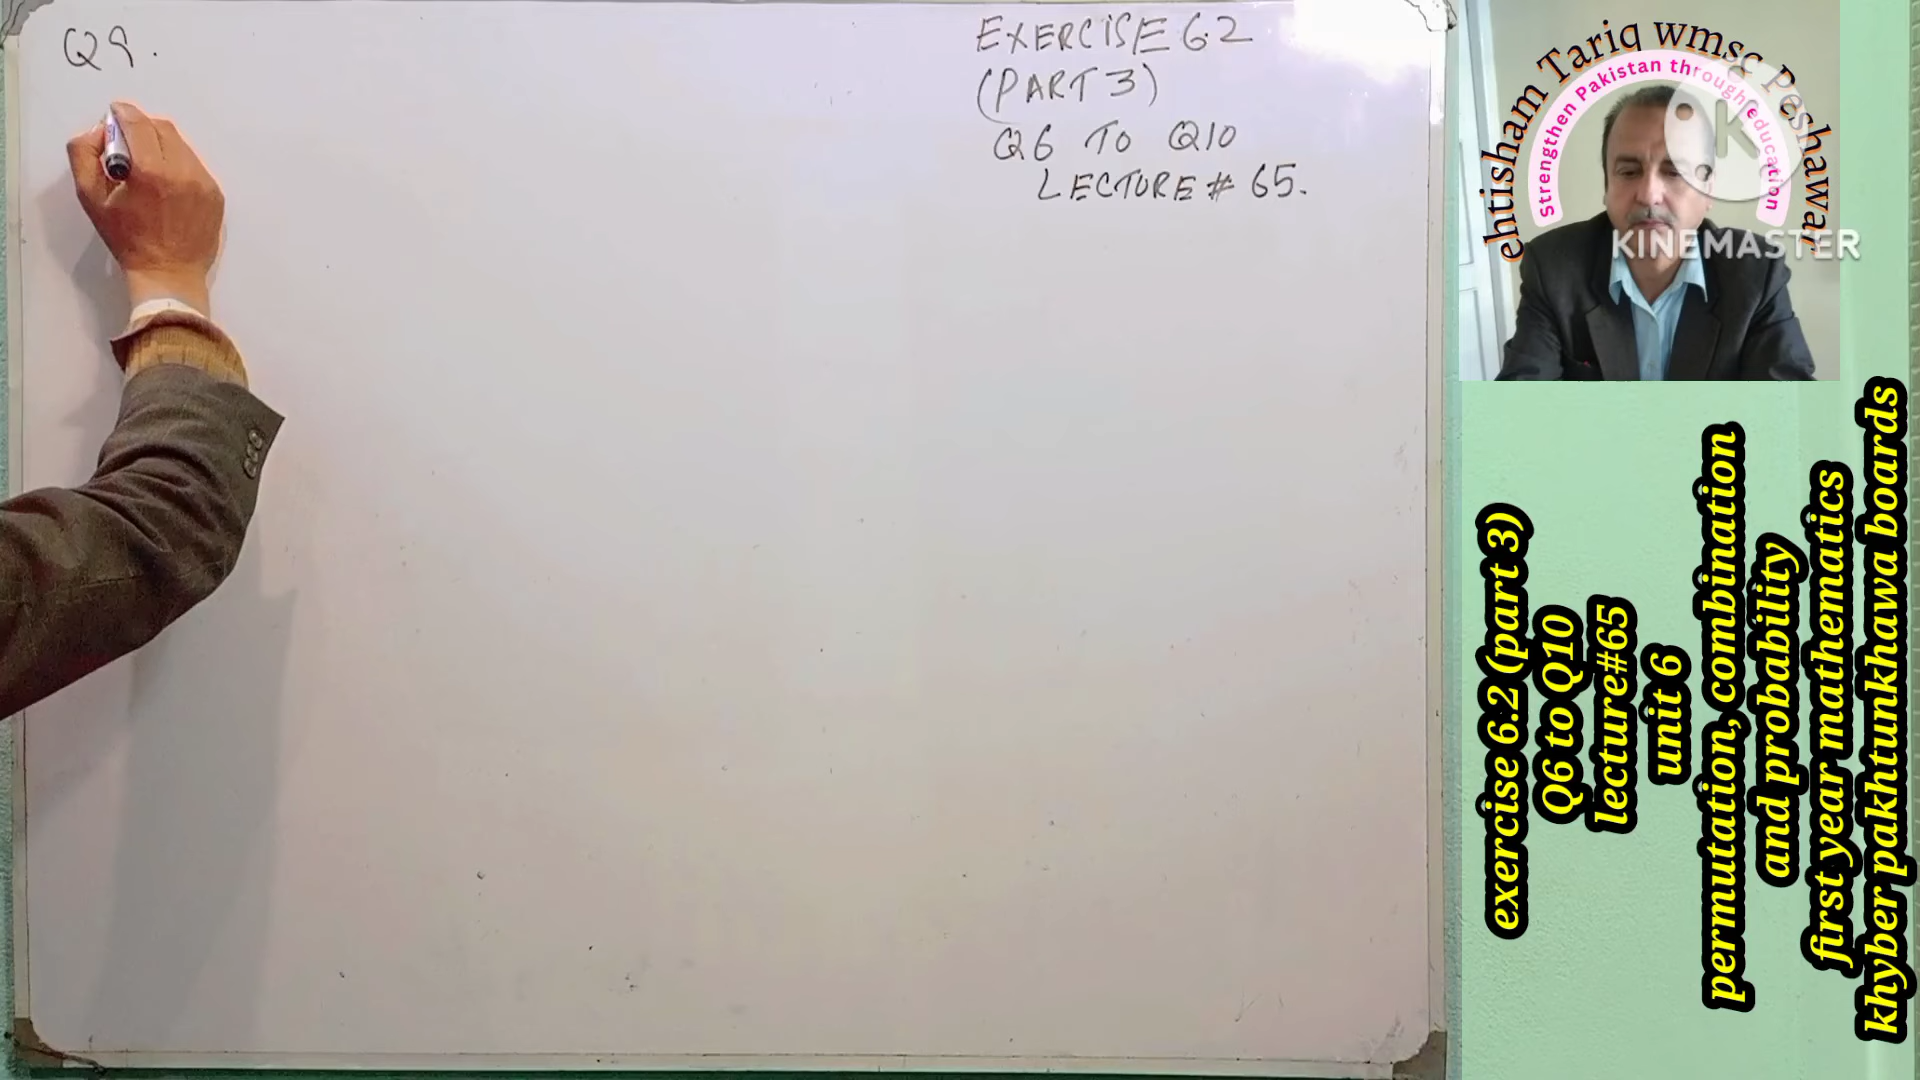 Q9.
EXERCISE 6.2
(PART 3)
Q6 TO Q10
LECTURE # 65.
ehtisham Tariq wmsg Peshawar
Strengthen Pakistan through education
K
KINEMASTER
exercise 6.2 (part 3)
Q6 to Q10
lecture#65
unit 6
permutation, combination
and probability
first year mathematics
khyber pakhtunkhawa boards